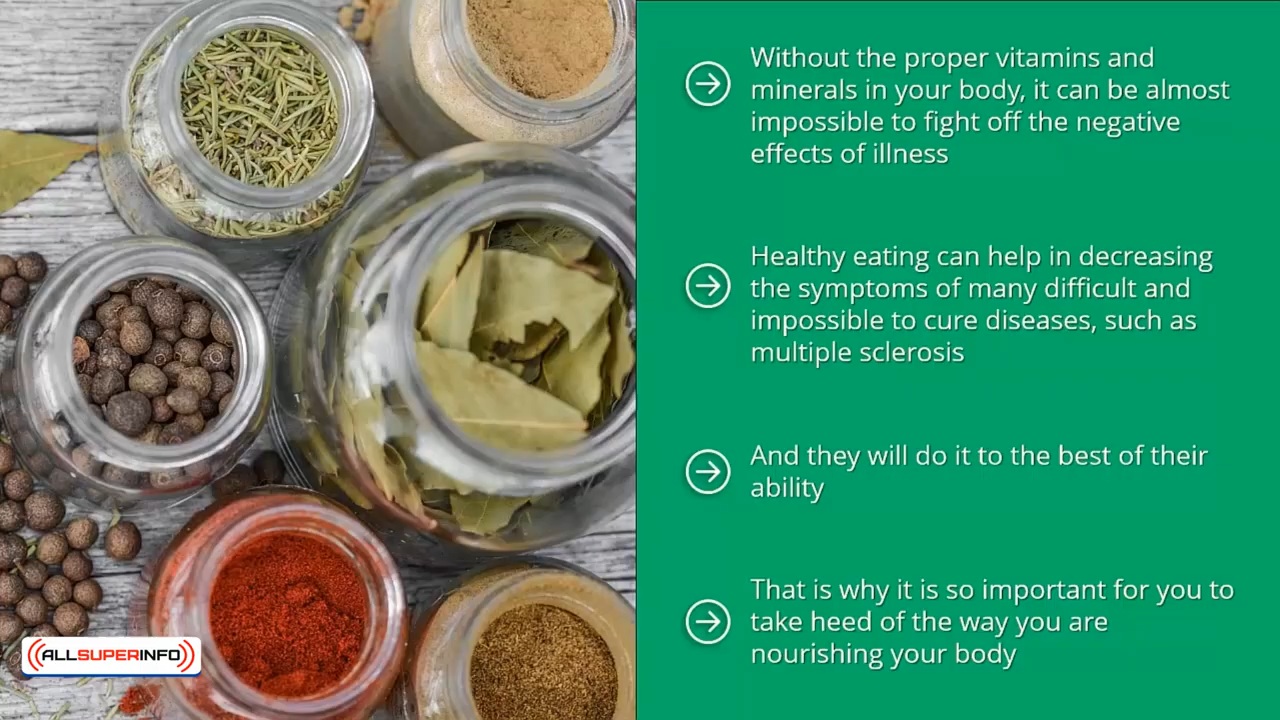 Without the proper vitamins and
minerals in your body, it can be almost
impossible to fight off the negative
effects of illness
Healthy eating can help in decreasing
the symptoms of many difficult and
impossible to cure diseases, such as
multiple sclerosis
And they will do it to the best of their
ability
That is why it is so important for you to
take heed of the way you are
nourishing your body
ALLSUPERINFO